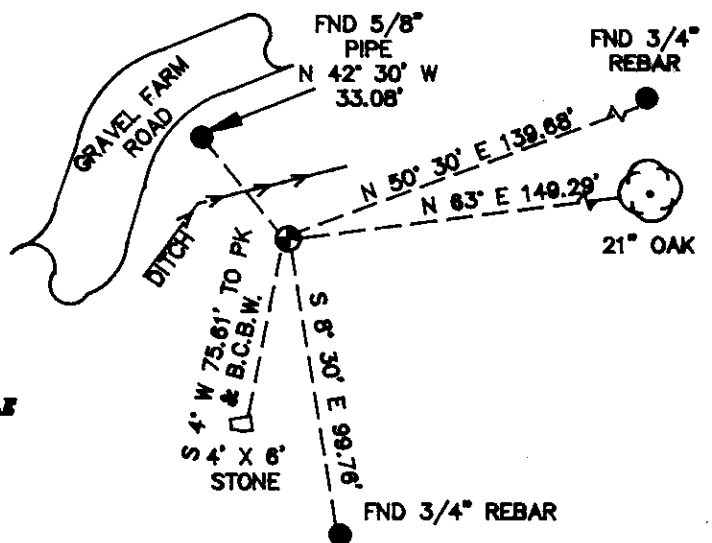 FND 5/8"
PIPE
N 42° 30' W
33.08'
FND 3/4"
REBAR
GRAVEL FARM
ROAD
N 50° 30' E 139.68'
N 63° E 149.29'
21" OAK
DITCH
S 4° W 75.61' TO PK
& B.C.B.W.
4' X 6'
STONE
S 8° 30' E 99.76'
FND 3/4" REBAR